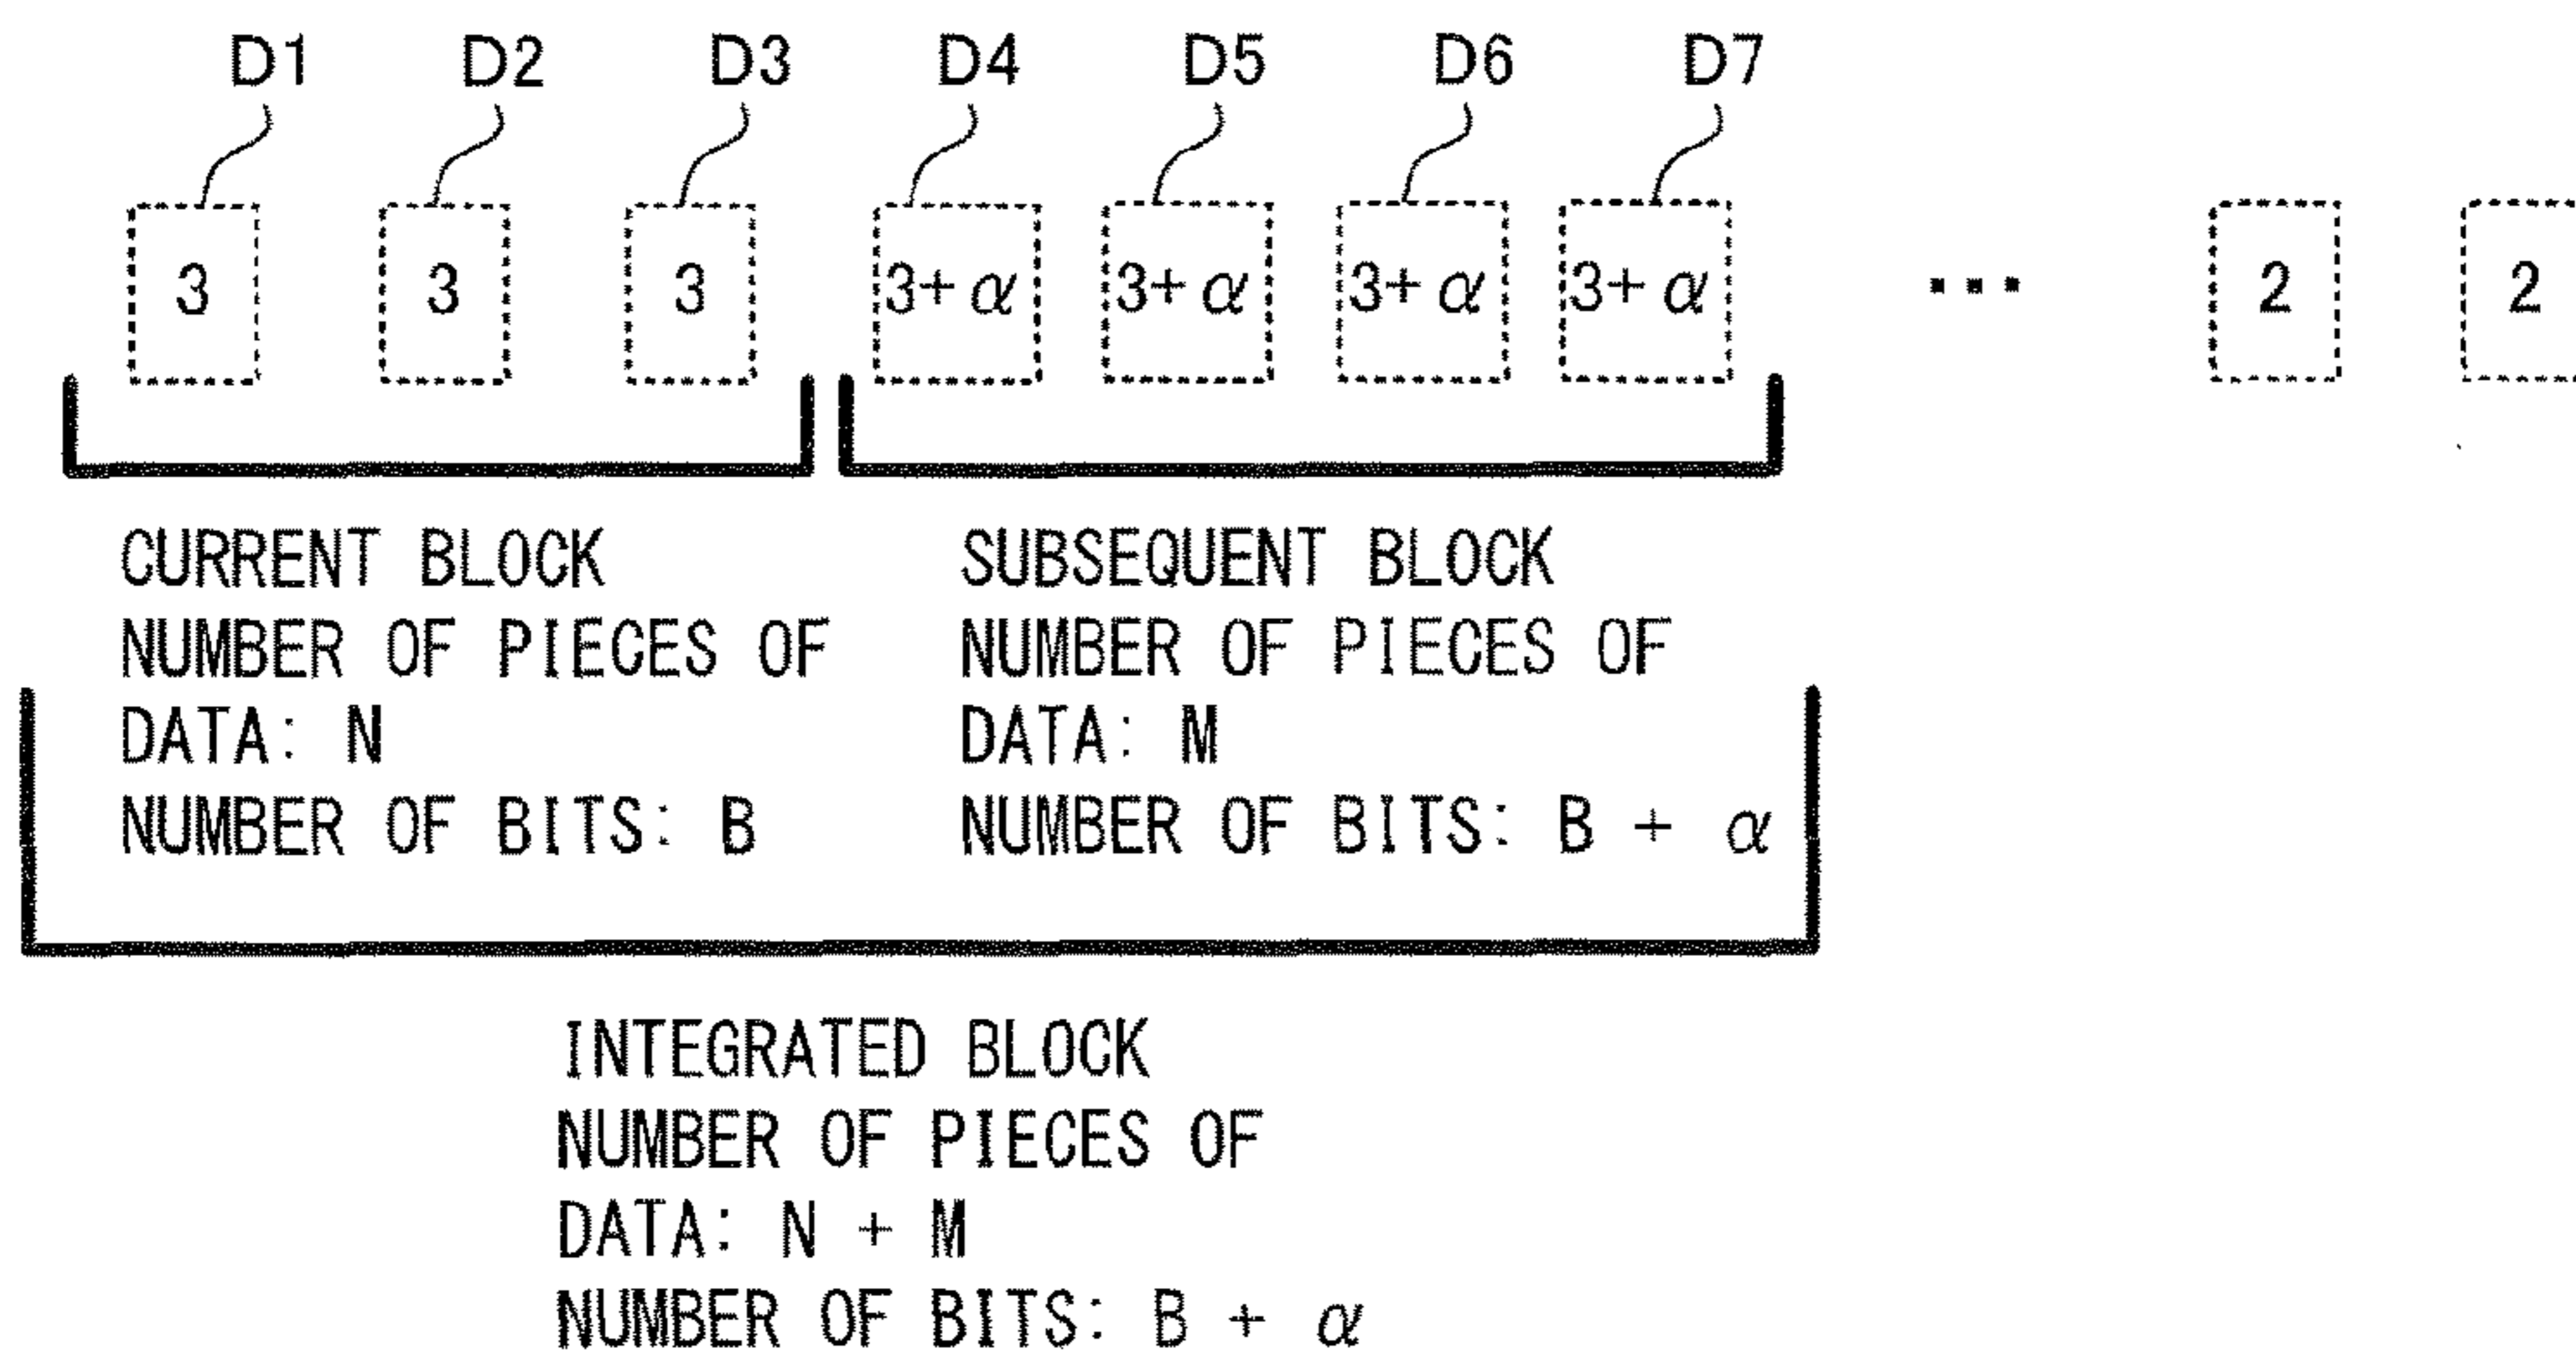 D1 D2 D3 D4 D5 D6 D7
3 3 3 3+ α 3+ α 3+ α 3+ α ... 2 2
CURRENT BLOCK
NUMBER OF PIECES OF
DATA: N
NUMBER OF BITS: B
SUBSEQUENT BLOCK
NUMBER OF PIECES OF
DATA: M
NUMBER OF BITS: B + α
INTEGRATED BLOCK
NUMBER OF PIECES OF
DATA: N + M
NUMBER OF BITS: B + α